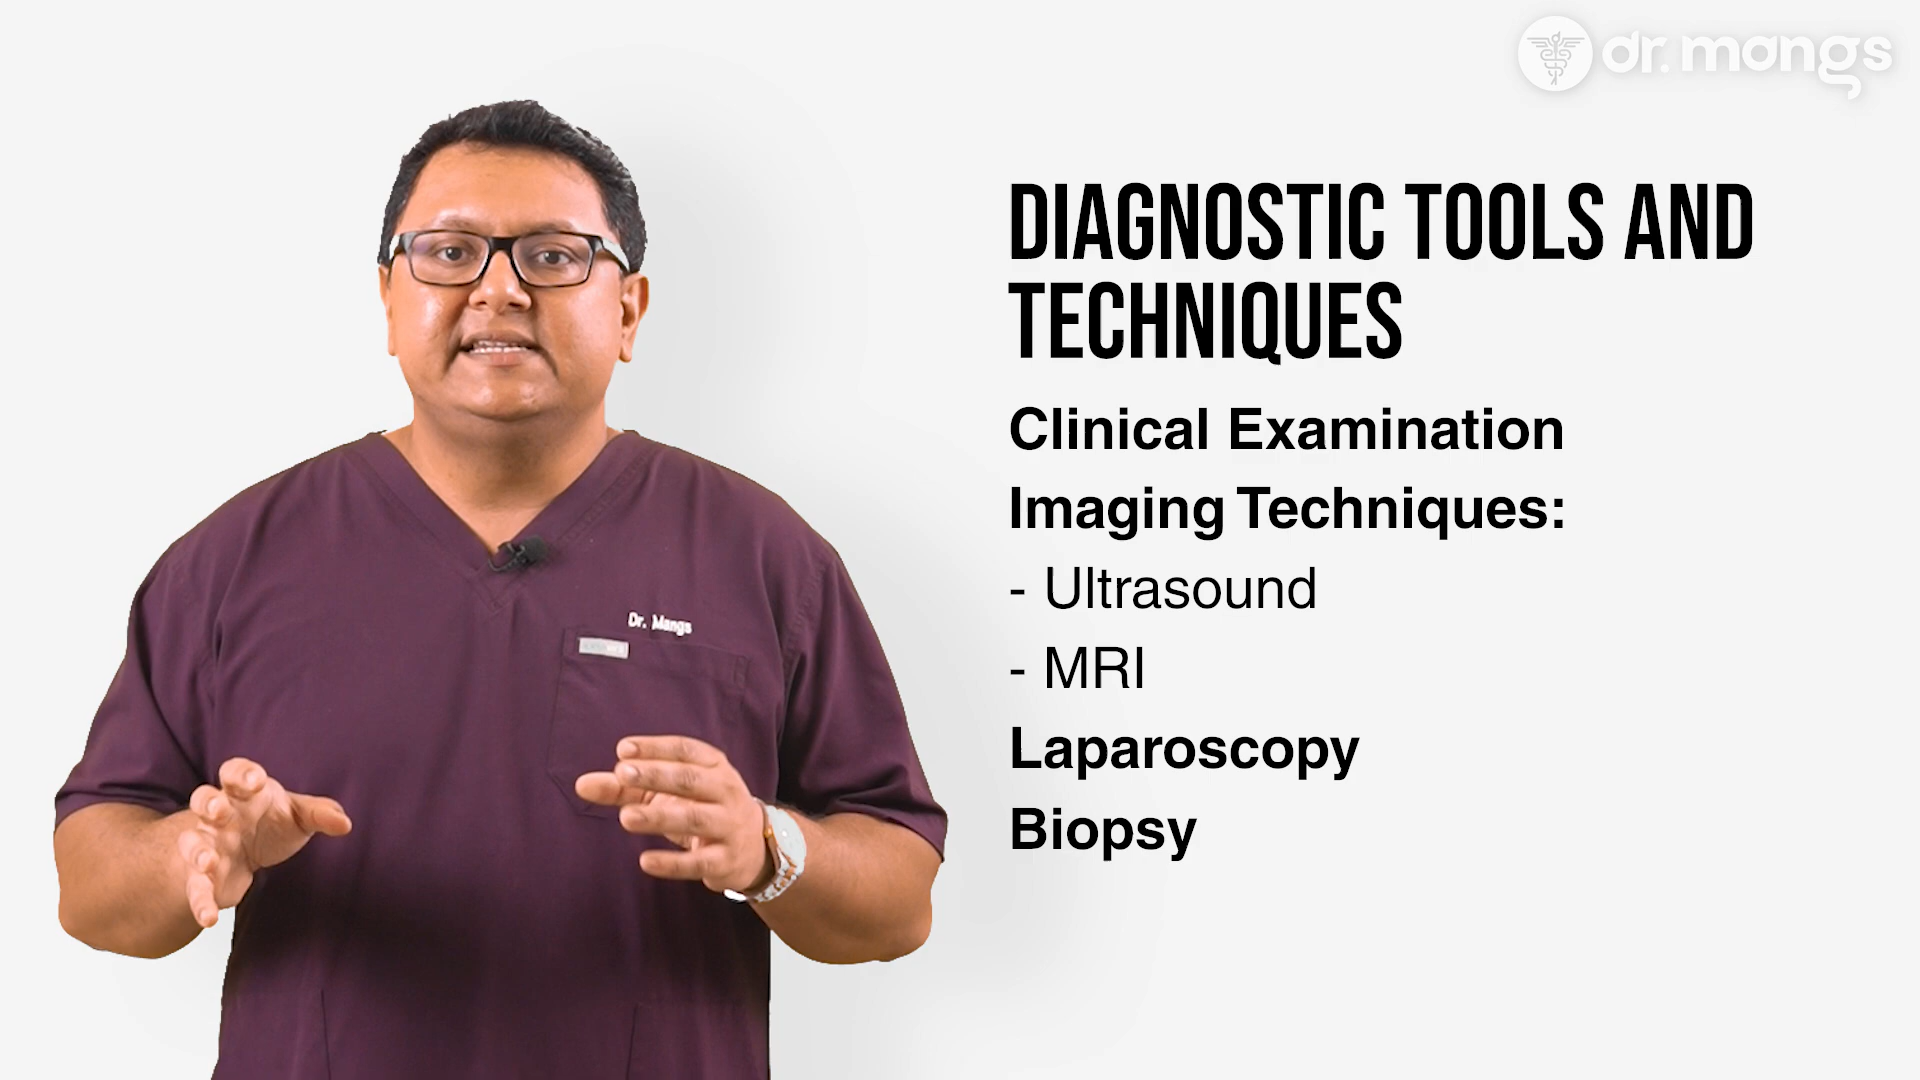 dr. mangs
DIAGNOSTIC TOOLS AND
TECHNIQUES
Clinical Examination
Imaging Techniques:
- Ultrasound
- MRI
Laparoscopy
Biopsy
Dr. Mangs